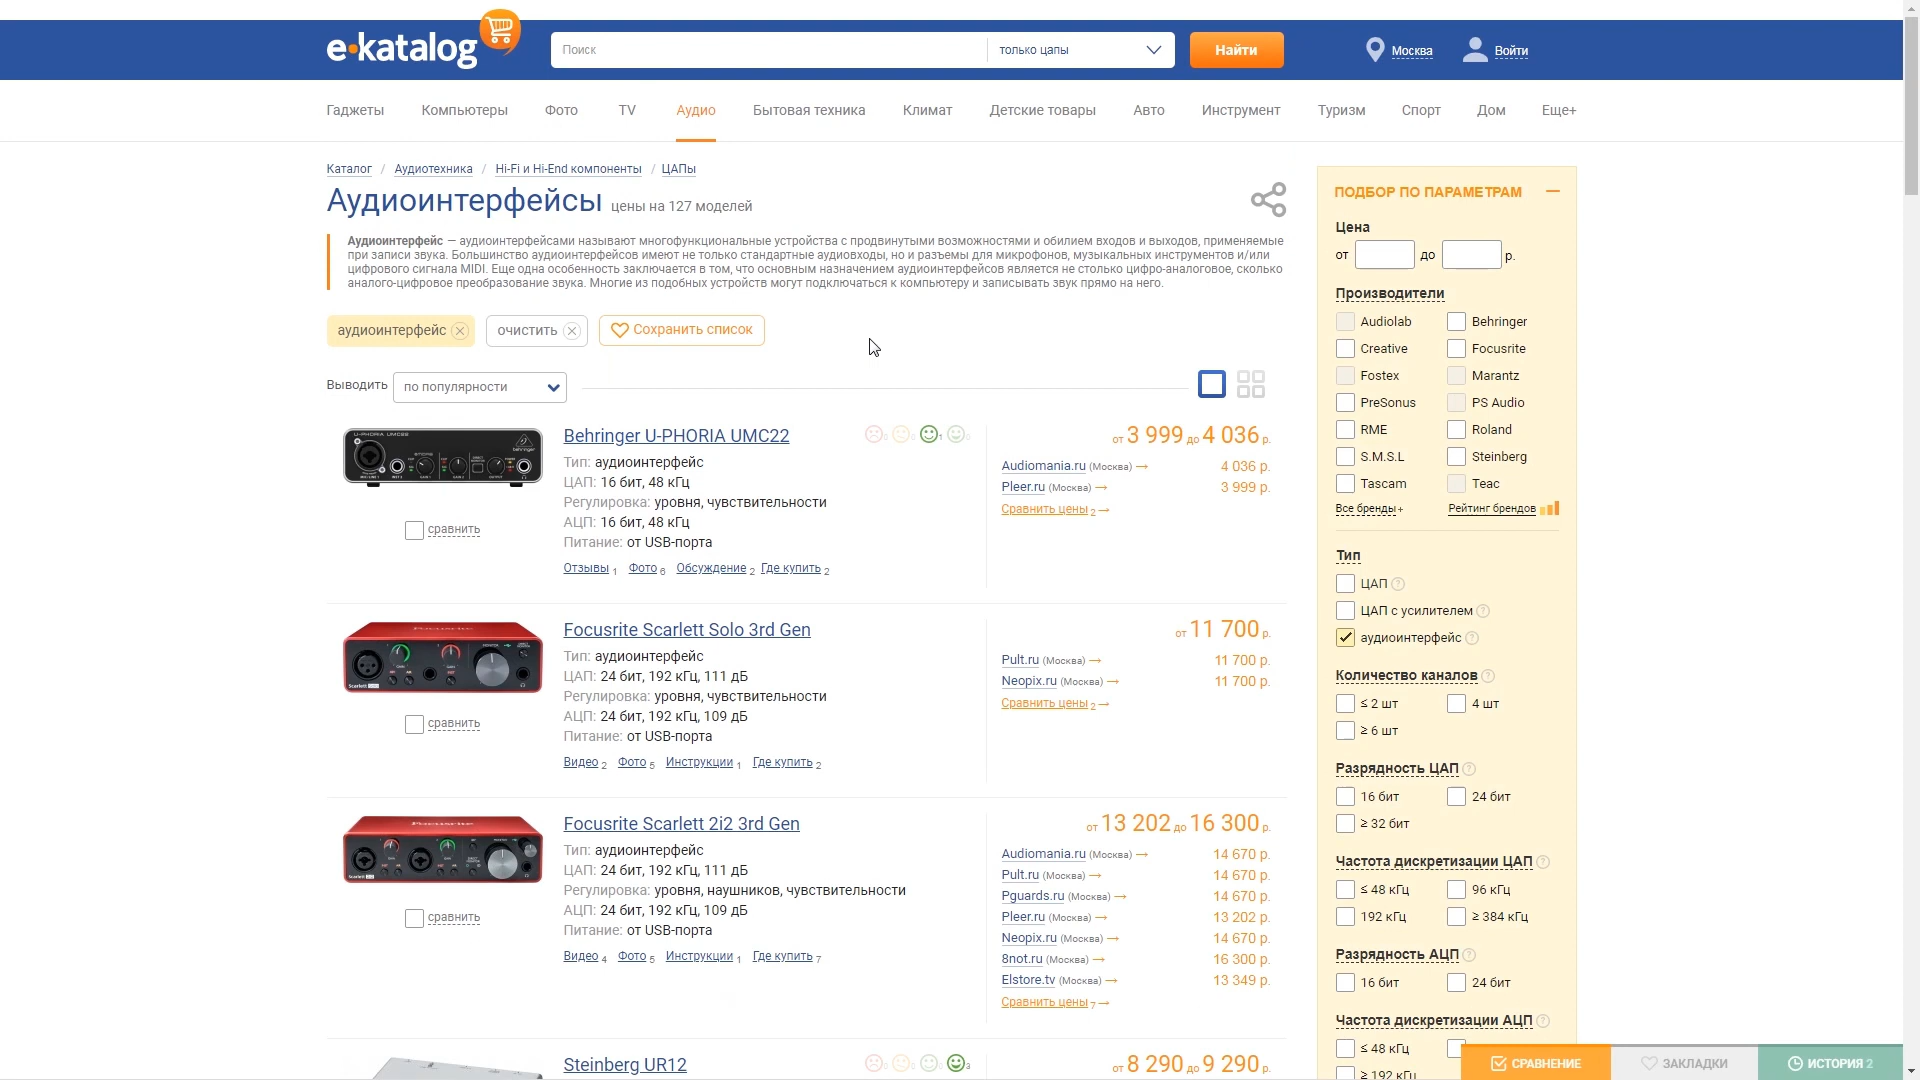 e·katalog
Поиск
только цапы
Найти
Москва
Войти
Гаджеты
Компьютеры
Фото
TV
Аудио
Бытовая техника
Климат
Детские товары
Авто
Инструмент
Туризм
Спорт
Дом
Еще+
Каталог / Аудиотехника / Hi-Fi и Hi-End компоненты / ЦАПы
Аудиоинтерфейсы цены на 127 моделей
Аудиоинтерфейс — аудиоинтерфейсами называют многофункциональные устройства с продвинутыми возможностями и обилием входов и выходов, применяемые
при записи звука. Большинство аудиоинтерфейсов имеют не только стандартные аудиовходы, но и разъемы для микрофонов, музыкальных инструментов и/или
цифрового сигнала MIDI. Еще одна особенность заключается в том, что основным назначением аудиоинтерфейсов является не столько цифро-аналоговое, сколько
аналого-цифровое преобразование звука. Многие из подобных устройств могут подключаться к компьютеру и записывать звук прямо на него.
аудиоинтерфейс
очистить
Сохранить список
Выводить
по популярности
U-PHORIA UMC22
behringer
сравнить
Behringer U-PHORIA UMC22
Тип: аудиоинтерфейс
ЦАП: 16 бит, 48 кГц
Регулировка: уровня, чувствительности
АЦП: 16 бит, 48 кГц
Питание: от USB-порта
Отзывы 1 Фото 6 Обсуждение 2 Где купить 2
0 0 1 0
от 3 999 до 4 036 р.
Audiomania.ru (Москва) → 4 036 р.
Pleer.ru (Москва) → 3 999 р.
Сравнить цены 2 →
Focusrite
Scarlett
сравнить
Focusrite Scarlett Solo 3rd Gen
Тип: аудиоинтерфейс
ЦАП: 24 бит, 192 кГц, 111 дБ
Регулировка: уровня, чувствительности
АЦП: 24 бит, 192 кГц, 109 дБ
Питание: от USB-порта
Видео 2 Фото 5 Инструкции 1 Где купить 2
от 11 700 р.
Pult.ru (Москва) → 11 700 р.
Neopix.ru (Москва) → 11 700 р.
Сравнить цены 2 →
Focusrite
Scarlett
сравнить
Focusrite Scarlett 2i2 3rd Gen
Тип: аудиоинтерфейс
ЦАП: 24 бит, 192 кГц, 111 дБ
Регулировка: уровня, наушников, чувствительности
АЦП: 24 бит, 192 кГц, 109 дБ
Питание: от USB-порта
Видео 4 Фото 5 Инструкции 1 Где купить 7
от 13 202 до 16 300 р.
Audiomania.ru (Москва) → 14 670 р.
Pult.ru (Москва) → 14 670 р.
Pguards.ru (Москва) → 14 670 р.
Pleer.ru (Москва) → 13 202 р.
Neopix.ru (Москва) → 14 670 р.
8not.ru (Москва) → 16 300 р.
Elstore.tv (Москва) → 13 349 р.
Сравнить цены 7 →
Steinberg UR12
0 0 0 3
от 8 290 до 9 290 р.
ПОДБОР ПО ПАРАМЕТРАМ
Цена
от до р.
Производители
Audiolab Behringer
Creative Focusrite
Fostex Marantz
PreSonus PS Audio
RME Roland
S.M.S.L Steinberg
Tascam Teac
Все бренды+ Рейтинг брендов
Тип
ЦАП ?
ЦАП с усилителем ?
аудиоинтерфейс ?
Количество каналов ?
≤ 2 шт 4 шт
≥ 6 шт
Разрядность ЦАП ?
16 бит 24 бит
≥ 32 бит
Частота дискретизации ЦАП ?
≤ 48 кГц 96 кГц
192 кГц ≥ 384 кГц
Разрядность АЦП ?
16 бит 24 бит
Частота дискретизации АЦП ?
≤ 48 кГц
≥ 192 кГц
СРАВНЕНИЕ
ЗАКЛАДКИ
ИСТОРИЯ 2